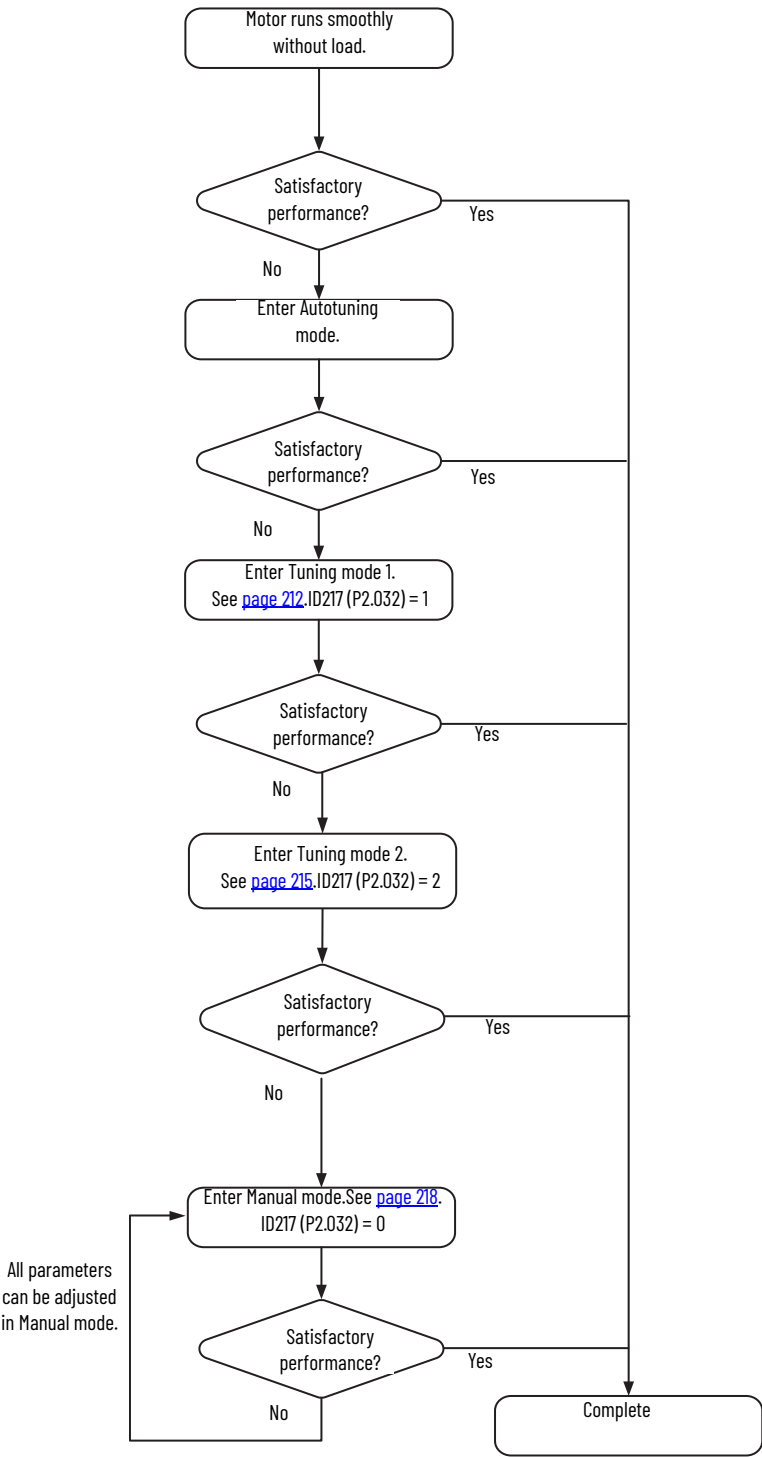 Motor runs smoothly
without load.
Satisfactory
performance?
Yes
No
Enter Autotuning
mode.
Satisfactory
performance?
Yes
No
Enter Tuning mode 1.
See page 212.ID217 (P2.032) = 1
Satisfactory
performance?
Yes
No
Enter Tuning mode 2.
See page 215.ID217 (P2.032) = 2
Satisfactory
performance?
Yes
No
Enter Manual mode.See page 218.
ID217 (P2.032) = 0
All parameters
can be adjusted
in Manual mode.
Satisfactory
performance?
Yes
No
Complete